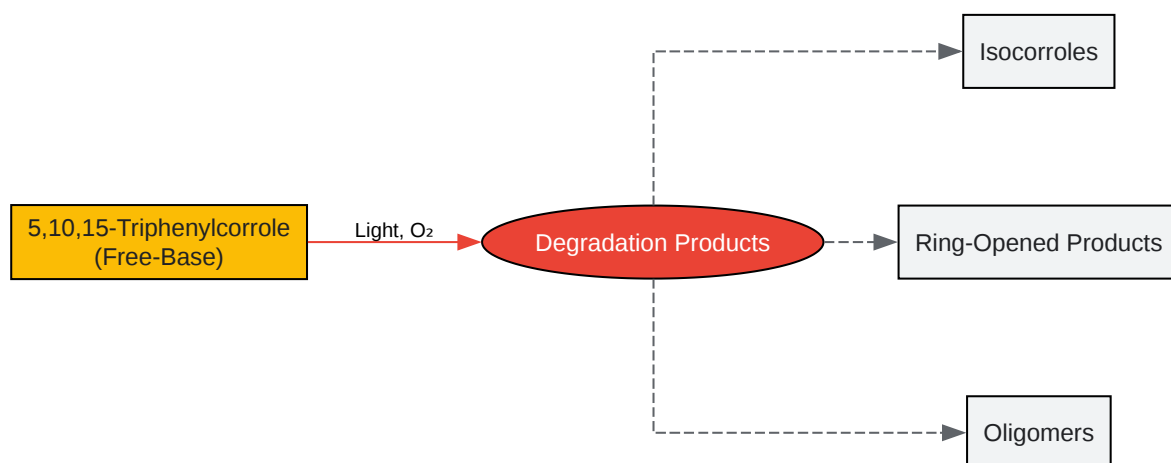 Isocorroles
5,10,15-Triphenylcorrole
(Free-Base)
Light, O₂
Degradation Products
Ring-Opened Products
Oligomers